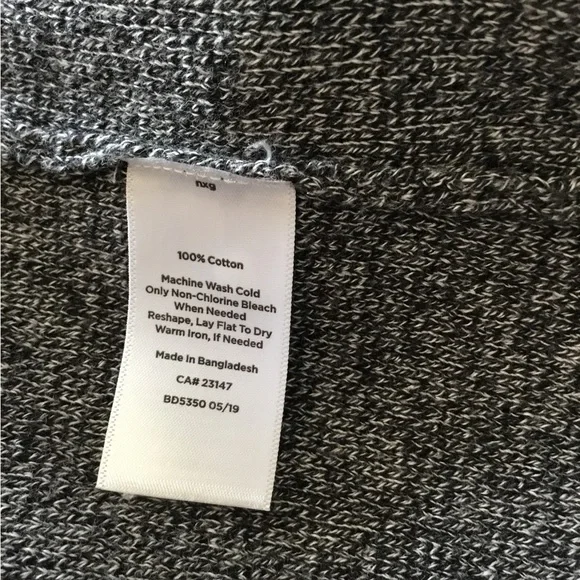 nxg
100% Cotton
Machine Wash Cold
Only Non-Chlorine Bleach
When Needed
Reshape, Lay Flat To Dry
Warm Iron, If Needed
Made in Bangladesh
CA# 23147
BD5350 05/19